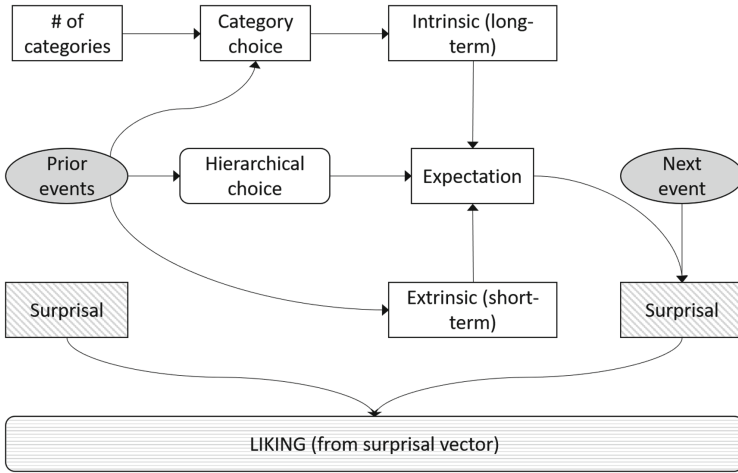 # of
categories
Category
choice
Intrinsic (long-
term)
Prior
events
Hierarchical
choice
Expectation
Next
event
Surprisal
Extrinsic (short-
term)
Surprisal
LIKING (from surprisal vector)